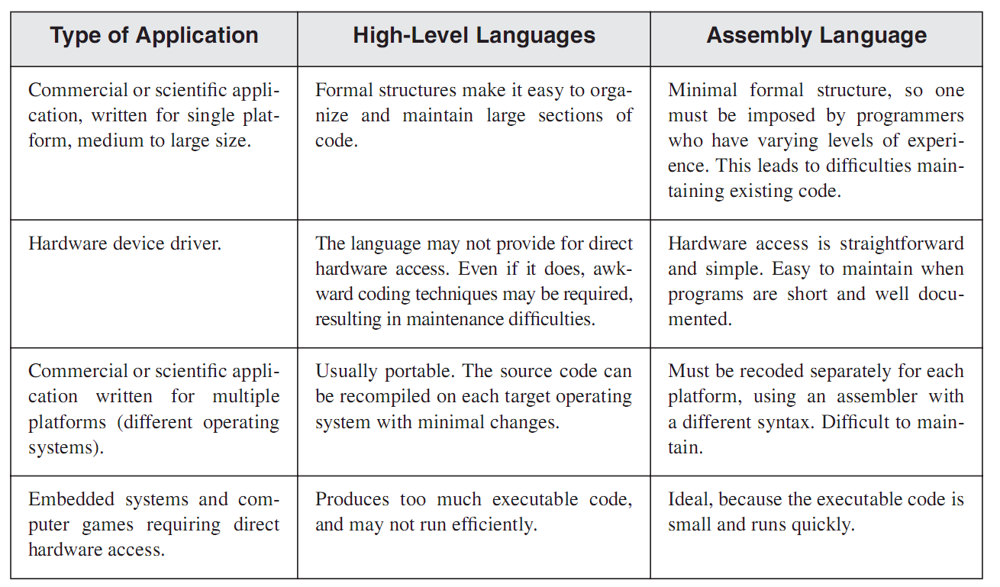 Type of Application
High-Level Languages
Assembly Language
Commercial or scientific appli-
cation, written for single plat-
form, medium to large size.
Formal structures make it easy to orga-
nize and maintain large sections of
code.
Minimal formal structure, so one
must be imposed by programmers
who have varying levels of experi-
ence. This leads to difficulties main-
taining existing code.
Hardware device driver.
The language may not provide for direct
hardware access. Even if it does, awk-
ward coding techniques may be required,
resulting in maintenance difficulties.
Hardware access is straightforward
and simple. Easy to maintain when
programs are short and well docu-
mented.
Commercial or scientific appli-
cation written for multiple
platforms (different operating
systems).
Usually portable. The source code can
be recompiled on each target operating
system with minimal changes.
Must be recoded separately for each
platform, using an assembler with
a different syntax. Difficult to main-
tain.
Embedded systems and com-
puter games requiring direct
hardware access.
Produces too much executable code,
and may not run efficiently.
Ideal, because the executable code is
small and runs quickly.